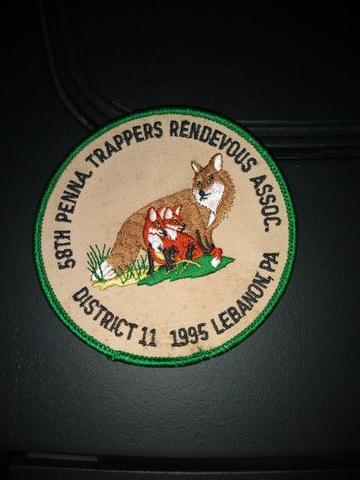 58TH PENNA. TRAPPERS RENDEVOUS ASSOC.
DISTRICT 11 1995 LEBANON, PA